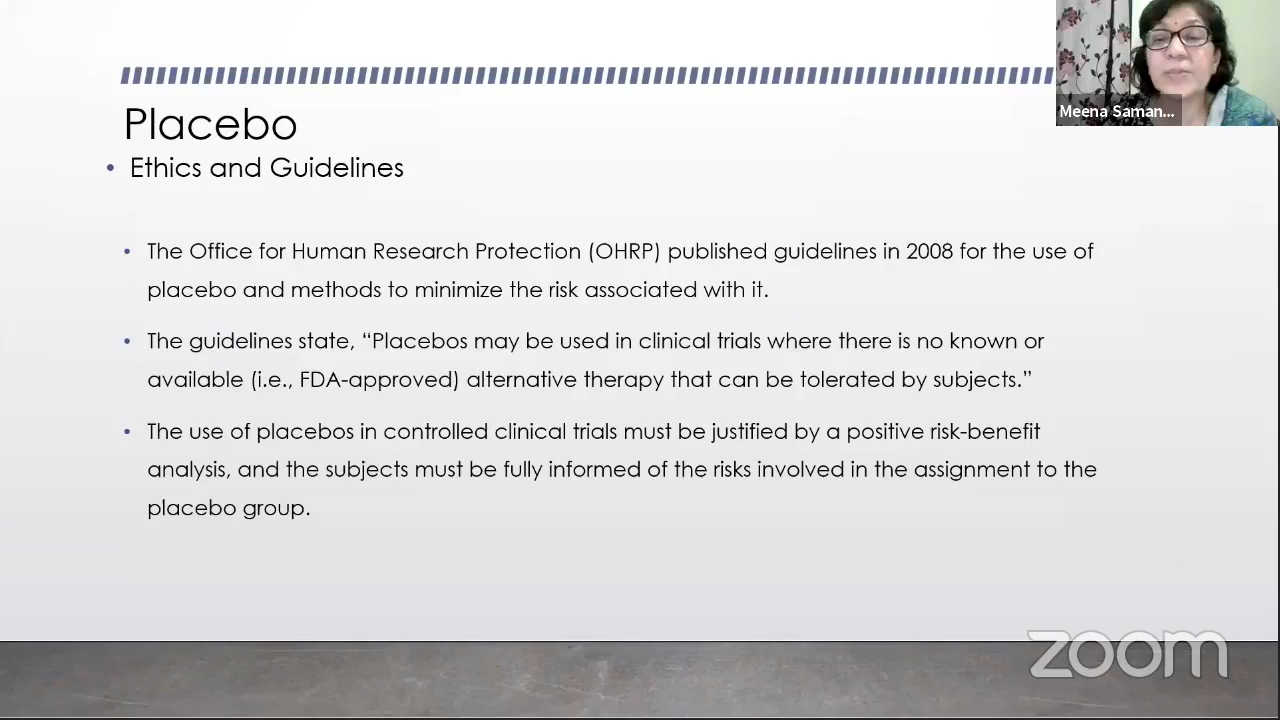 Placebo
• Ethics and Guidelines
• The Office for Human Research Protection (OHRP) published guidelines in 2008 for the use of
placebo and methods to minimize the risk associated with it.
• The guidelines state, “Placebos may be used in clinical trials where there is no known or
available (i.e., FDA-approved) alternative therapy that can be tolerated by subjects.”
• The use of placebos in controlled clinical trials must be justified by a positive risk-benefit
analysis, and the subjects must be fully informed of the risks involved in the assignment to the
placebo group.
Meena Saman...
zoom